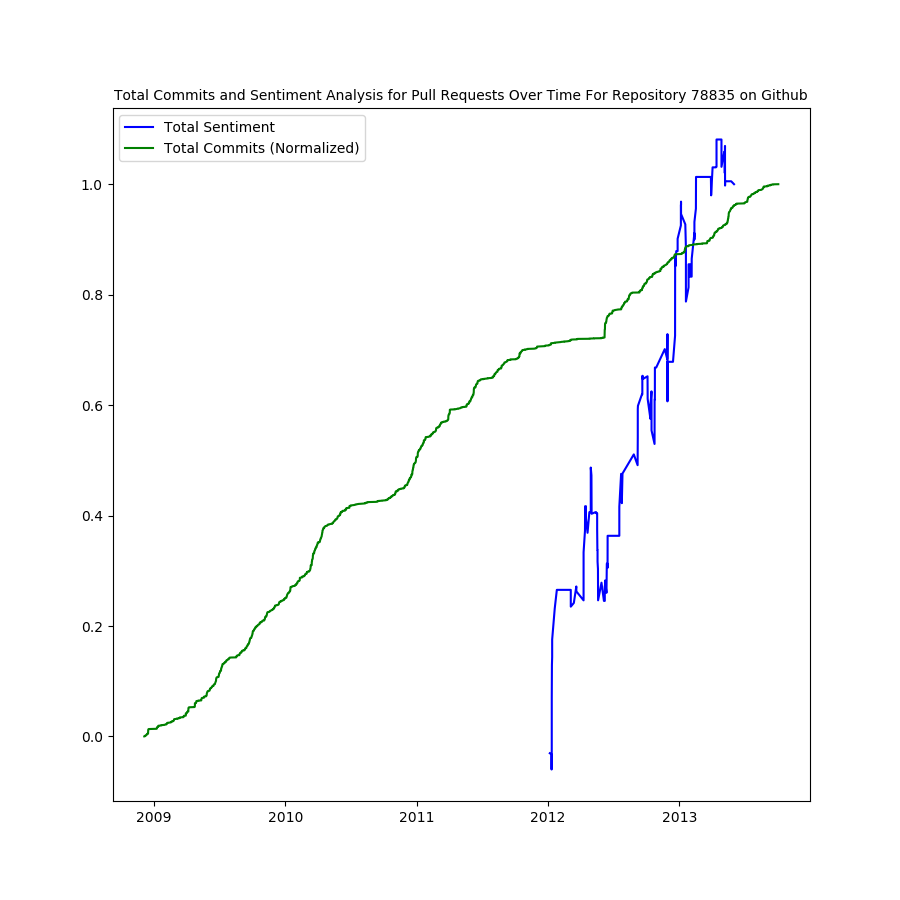 Total Commits and Sentiment Analysis for Pull Requests Over Time For Repository 78835 on Github
Total Sentiment
Total Commits (Normalized)
1.0
0.8
0.6
0.4
0.2
0.0
2009 2010 2011 2012 2013